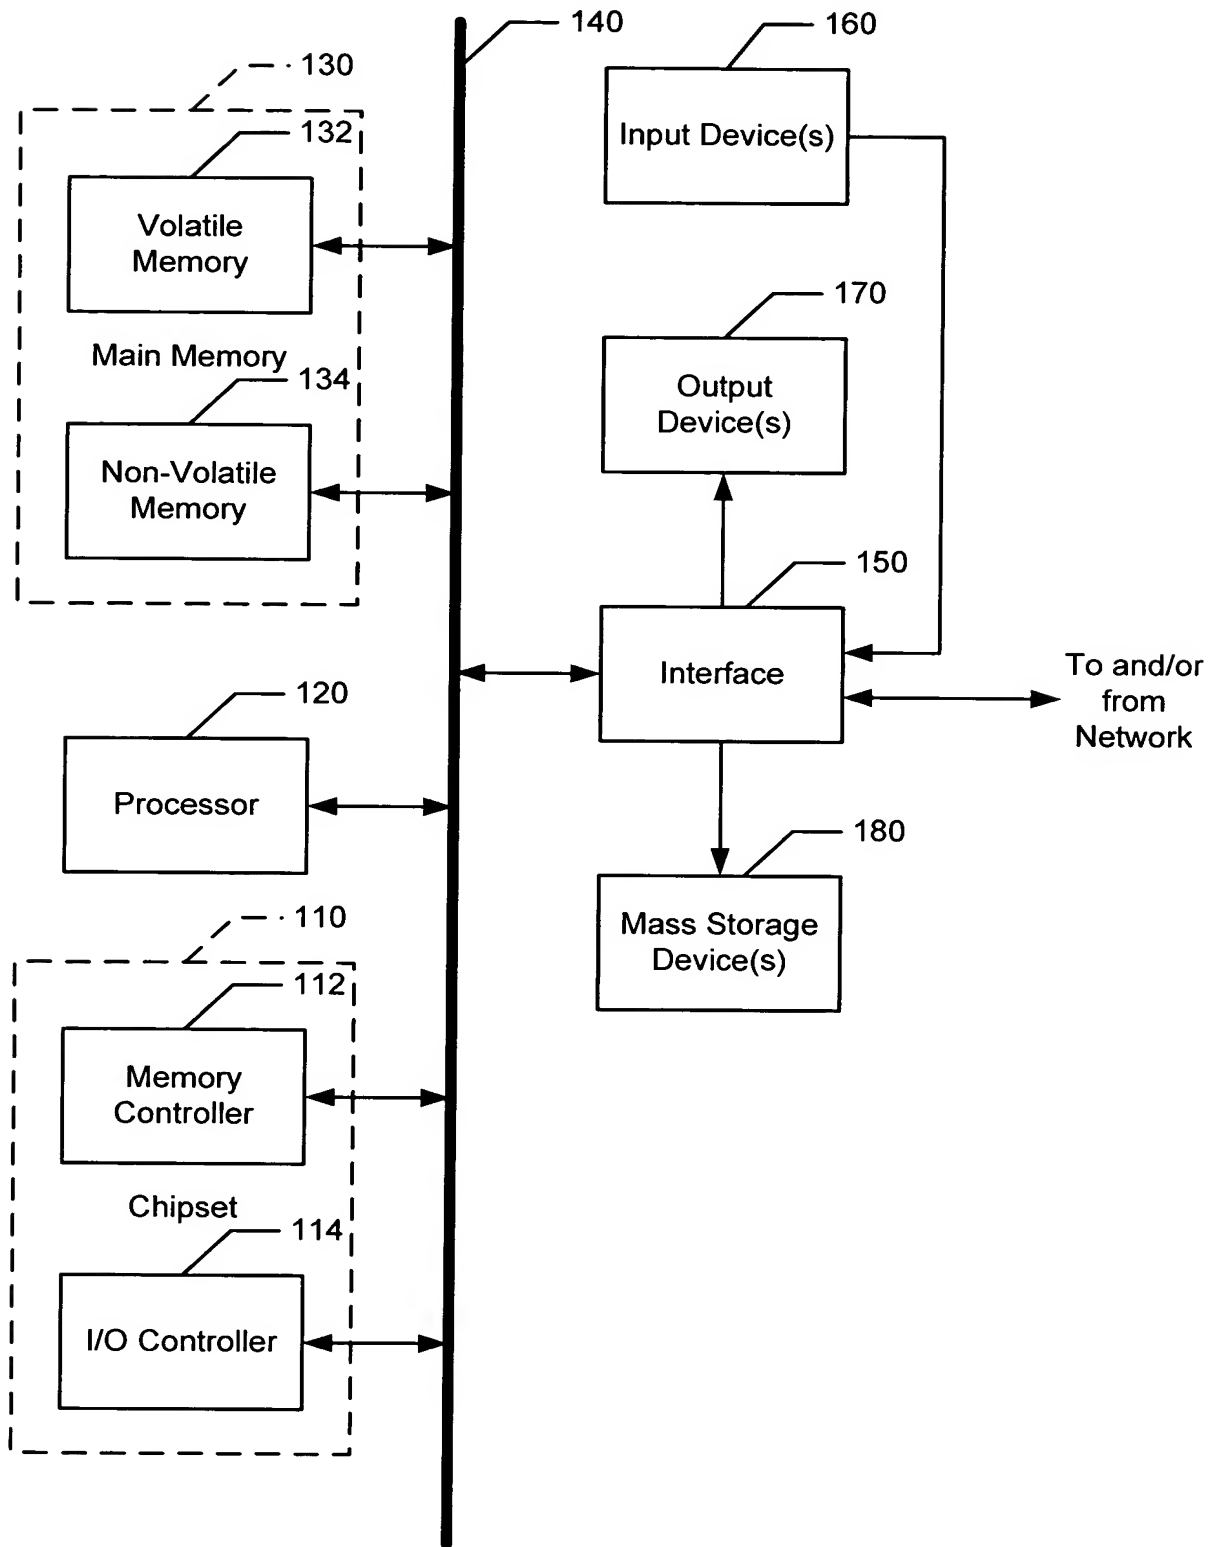 140
160
130
Input Device(s)
132
Volatile
Memory
170
Main Memory
134
Output
Device(s)
Non-Volatile
Memory
150
Interface
To and/or
from
Network
120
Processor
180
Mass Storage
Device(s)
110
112
Memory
Controller
Chipset
114
I/O Controller